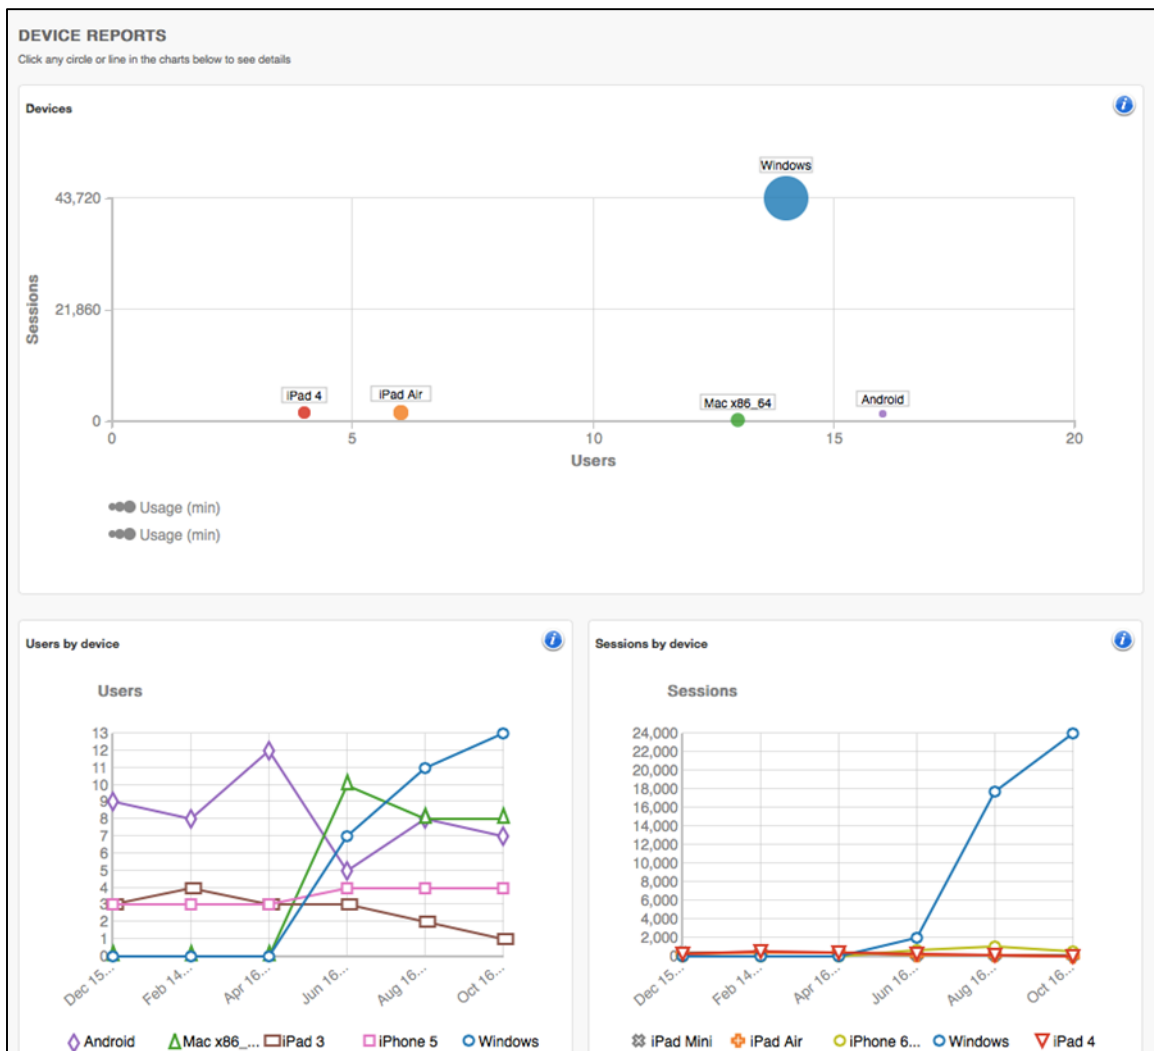 DEVICE REPORTS
Click any circle or line in the charts below to see details
Devices
Windows
43,720
21,860
0
Sessions
iPad 4
iPad Air
Mac x86_64
Android
0 5 10 15 20
Users
Usage (min)
Usage (min)
Users by device
Users
13
12
11
10
9
8
7
6
5
4
3
2
1
0
Dec 15... Feb 14... Apr 16... Jun 16... Aug 16... Oct 16...
Android Mac x86_... iPad 3 iPhone 5 Windows
Sessions by device
Sessions
24,000
22,000
20,000
18,000
16,000
14,000
12,000
10,000
8,000
6,000
4,000
2,000
0
Dec 15... Feb 14... Apr 16... Jun 16... Aug 16... Oct 16...
iPad Mini iPad Air iPhone 6... Windows iPad 4